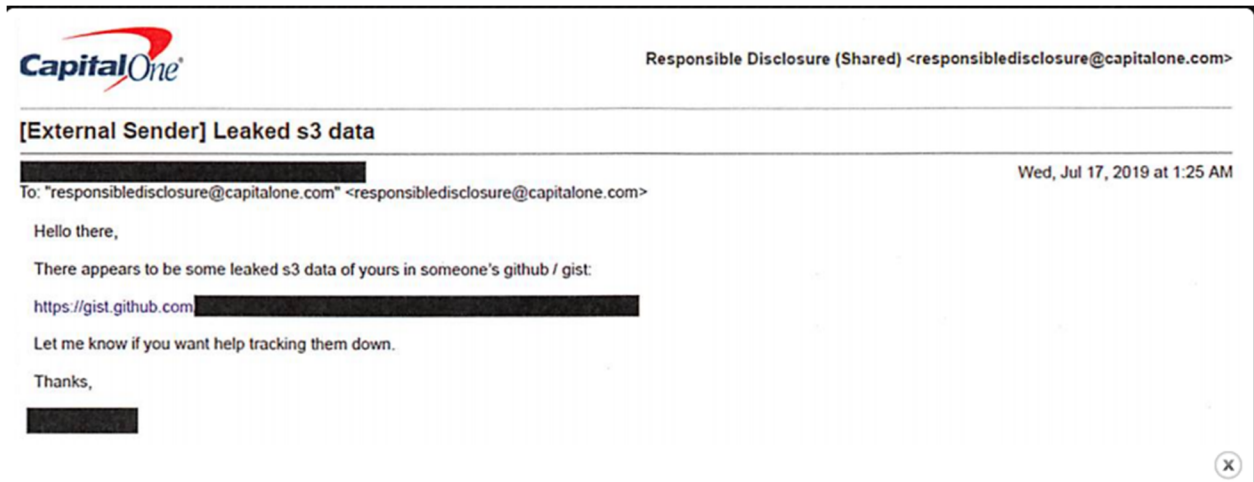 CapitalOne®
Responsible Disclosure (Shared) <responsibledisclosure@capitalone.com>
[External Sender] Leaked s3 data
Wed, Jul 17, 2019 at 1:25 AM
To: "responsibledisclosure@capitalone.com" <responsibledisclosure@capitalone.com>
Hello there,
There appears to be some leaked s3 data of yours in someone's github / gist:
https://gist.github.com
Let me know if you want help tracking them down.
Thanks,